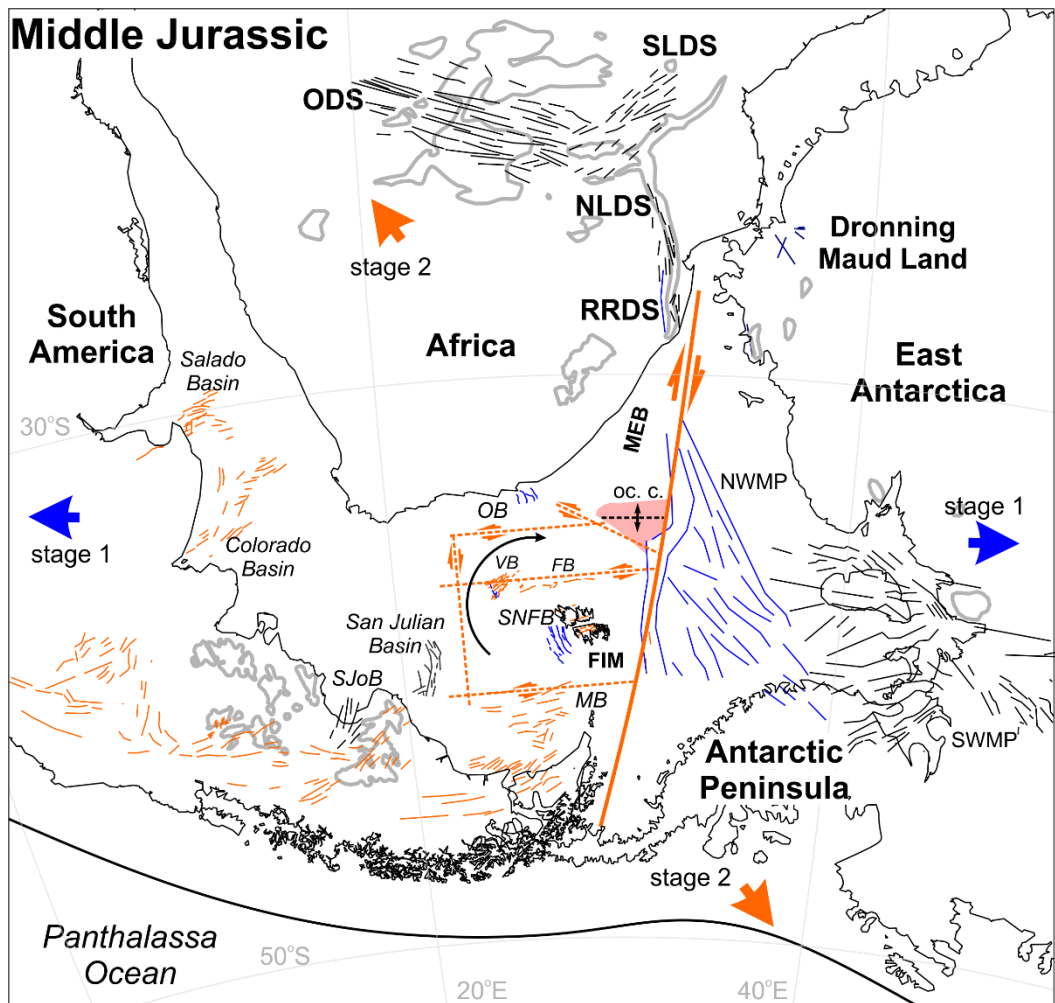 Middle Jurassic
SLDS
ODS
NLDS
stage 2
Dronning
Maud Land
RRDS
South
America
Africa
Salado
Basin
East
Antarctica
30°S
MEB
NWMP
oc. c.
OB
stage 1
stage 1
Colorado
Basin
VB
FB
San Julian
Basin
SNFB
FIM
SJoB
MB
SWMP
Antarctic
Peninsula
stage 2
Panthalassa
Ocean
50°S
20°E
40°E